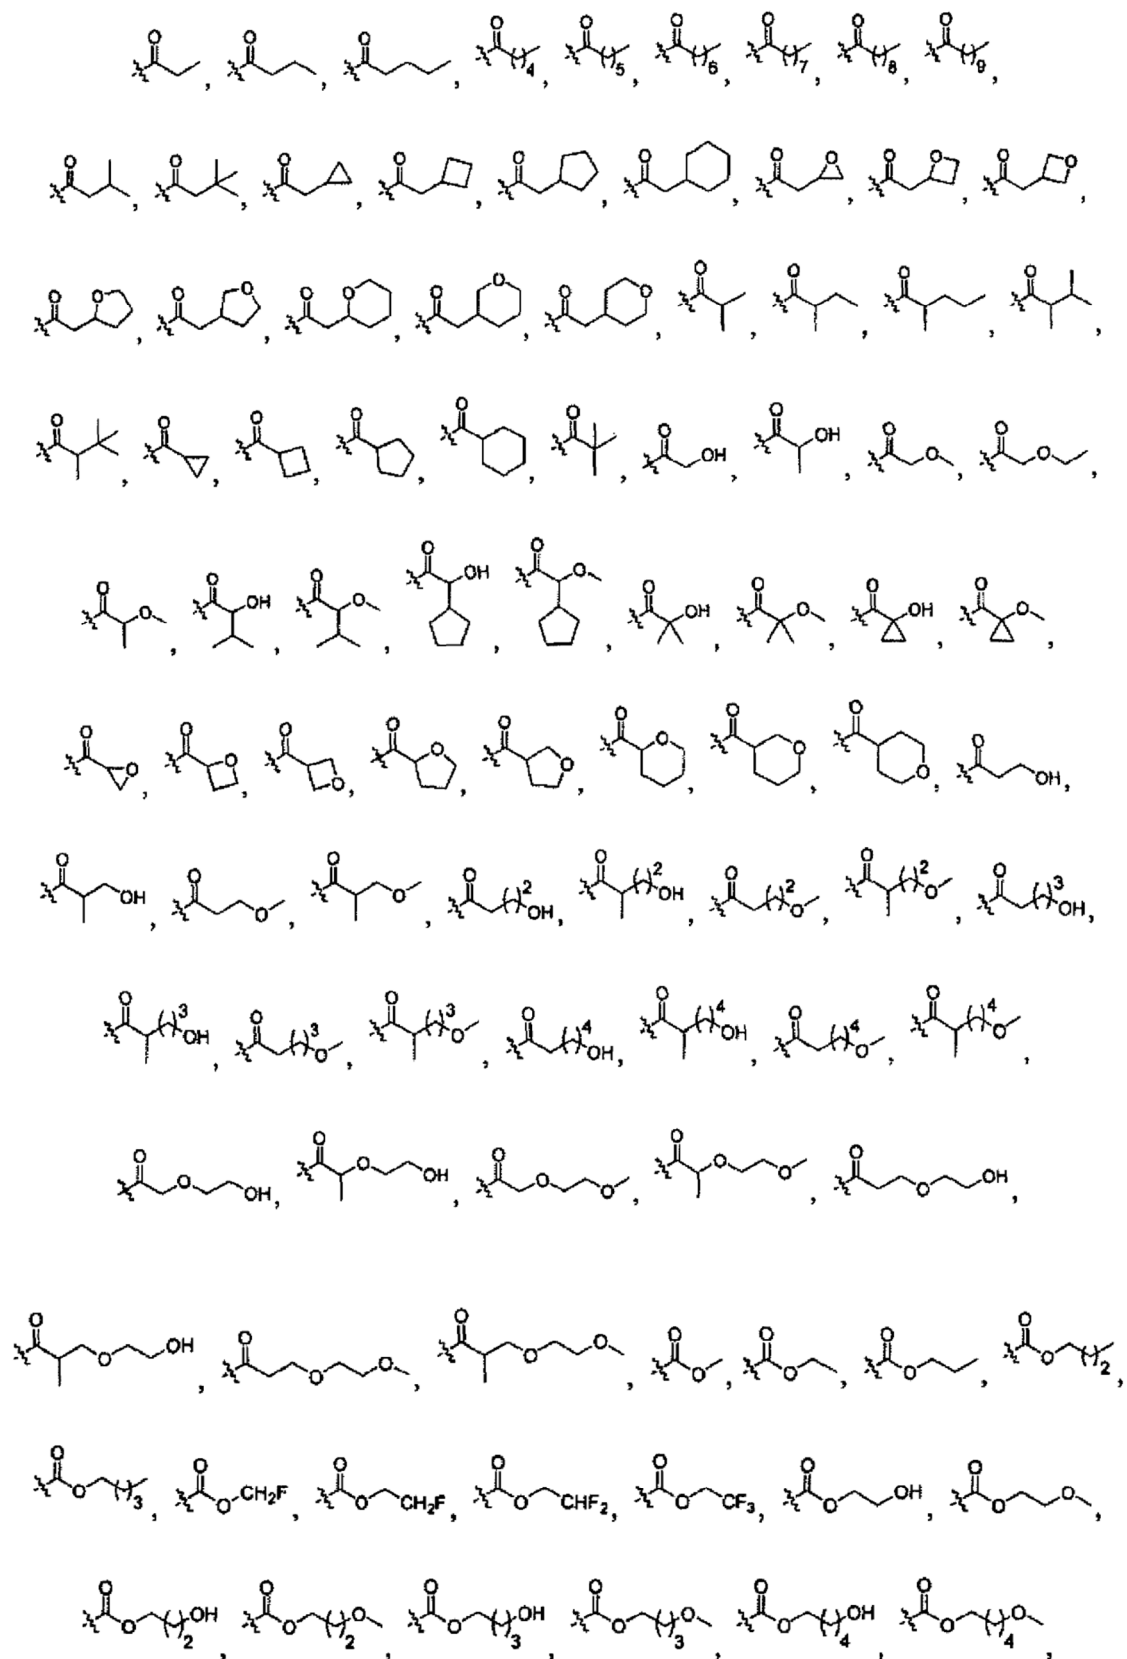 O , O , O , O ( )4 , O ( )5 , O ( )6 , O ( )7 , O ( )8 , O ( )9 ,
O , O , O , O , O , O , O O , O O , O O ,
O O , O O , O O , O O , O O , O , O , O , O ,
O , O , O , O , O , O , O OH , O OH , O O , O O ,
O O , O OH , O O , O OH , O O , O OH , O O , O OH , O O ,
O O , O O , O O , O O , O O , O O , O O , O O , O OH ,
O OH , O O , O O , O ( )2 OH , O ( )2 OH , O ( )2 O , O ( )2 O , O ( )3 OH ,
O ( )3 OH , O ( )3 O , O ( )3 O , O ( )4 OH , O ( )4 OH , O ( )4 O , O ( )4 O ,
O O OH , O O OH , O O O , O O O , O O OH ,
O O OH , O O O , O O O , O O , O O , O O , O O ( )2 ,
O O ( )3 , O O CH2F , O O CH2F , O O CHF2 , O O CF3 , O O OH , O O O ,
O O ( )2 OH , O O ( )2 O , O O ( )3 OH , O O ( )3 O , O O ( )4 OH , O O ( )4 O ,